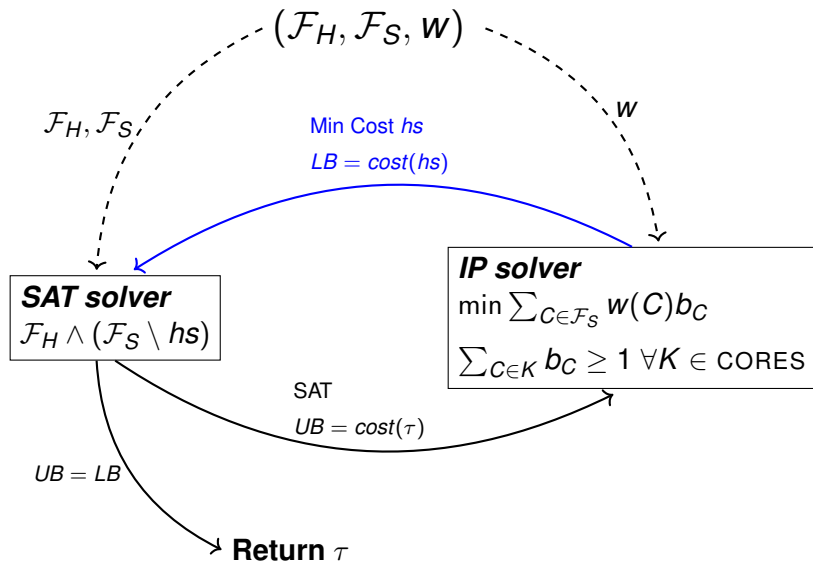 (ℱ_H, ℱ_S, w)
ℱ_H, ℱ_S
w
Min Cost hs
LB = cost(hs)
SAT solver
ℱ_H ∧ (ℱ_S \ hs)
IP solver
min ∑_{C∈ℱ_S} w(C)b_C
∑_{C∈K} b_C ≥ 1 ∀K ∈ CORES
SAT
UB = cost(τ)
UB = LB
Return τ